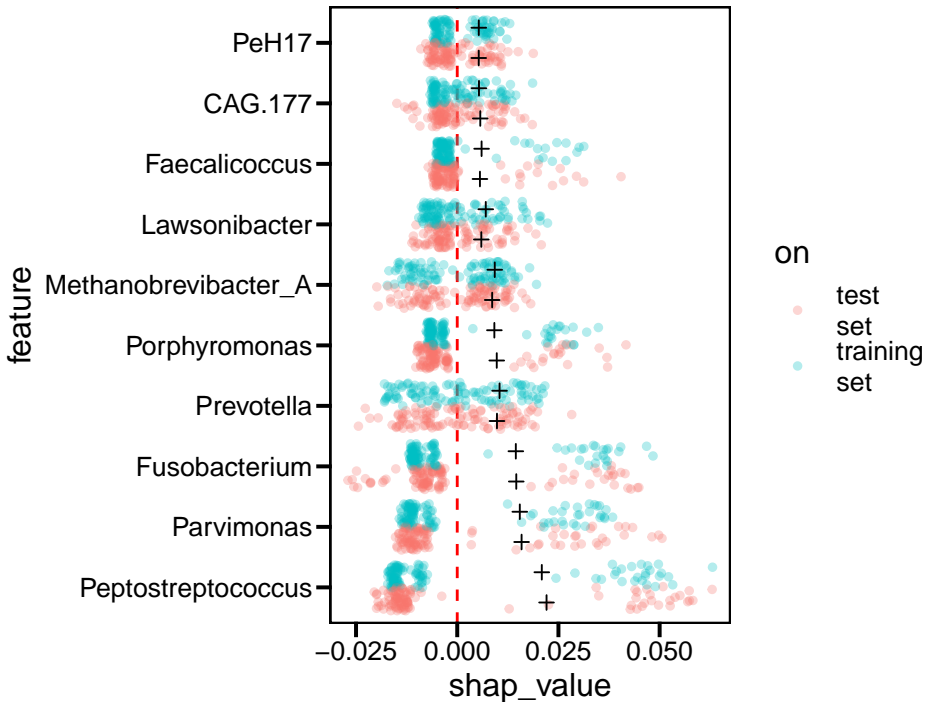 PeH17
CAG.177
Faecalicoccus
Lawsonibacter
Methanobrevibacter_A
Porphyromonas
Prevotella
Fusobacterium
Parvimonas
Peptostreptococcus
feature
−0.025 0.000 0.025 0.050
shap_value
on
test
set
training
set